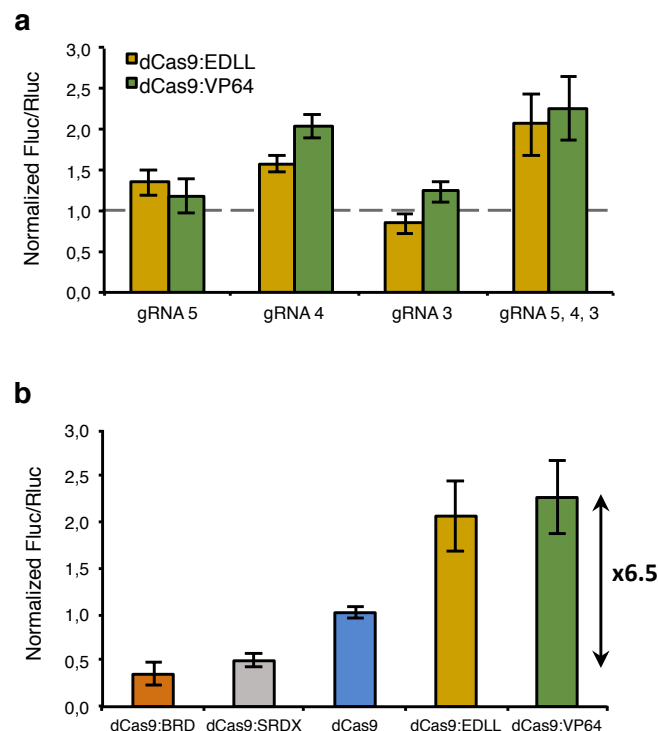 a
Normalized Fluc/Rluc
3,0
2,5
2,0
1,5
1,0
0,5
0,0
dCas9:EDLL
dCas9:VP64
gRNA 5
gRNA 4
gRNA 3
gRNA 5, 4, 3
b
Normalized Fluc/Rluc
3,0
2,5
2,0
1,5
1,0
0,5
0,0
x6.5
dCas9:BRD
dCas9:SRDX
dCas9
dCas9:EDLL
dCas9:VP64